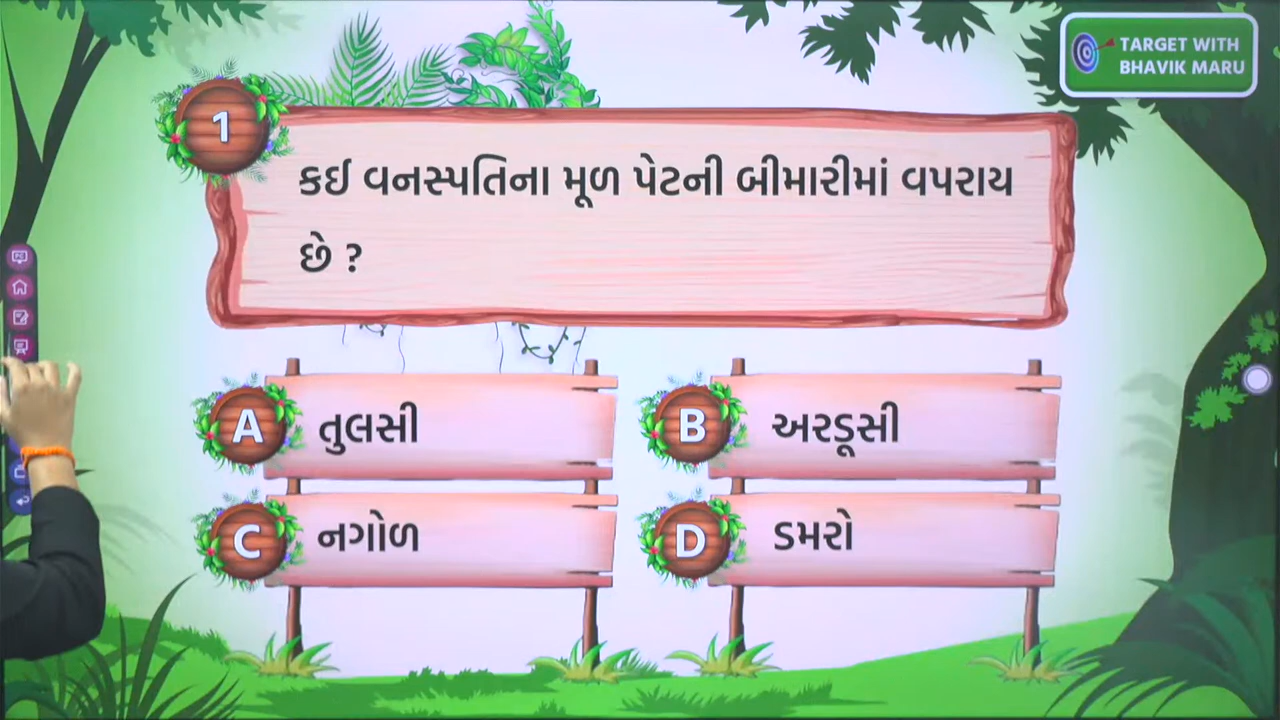 TARGET WITH
BHAVIK MARU
1
કઈ વનસ્પતિના મૂળ પેટની બીમારીમાં વપરાય
છે ?
A તુલસી
B અરડૂસી
C નગોળ
D ડમરો